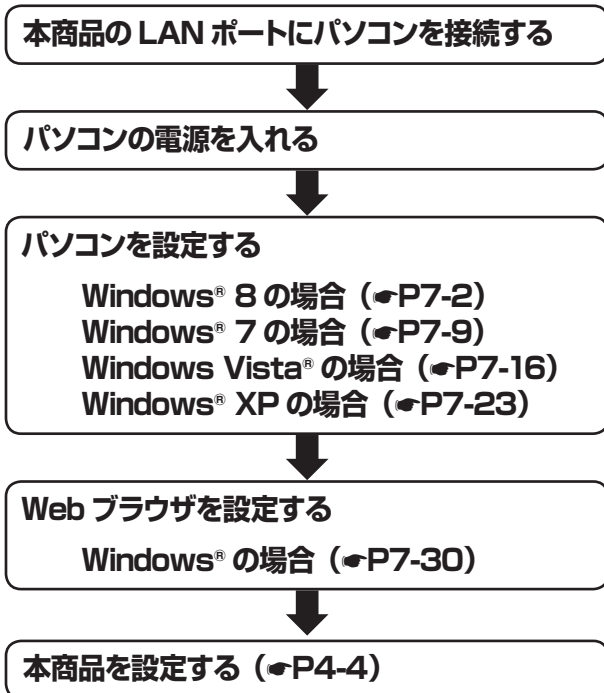 本商品の LAN ポートにパソコンを接続する
パソコンの電源を入れる
パソコンを設定する
Windows® 8 の場合（☛P7-2）
Windows® 7 の場合（☛P7-9）
Windows Vista® の場合（☛P7-16）
Windows® XP の場合（☛P7-23）
Web ブラウザを設定する
Windows® の場合（☛P7-30）
本商品を設定する（☛P4-4）